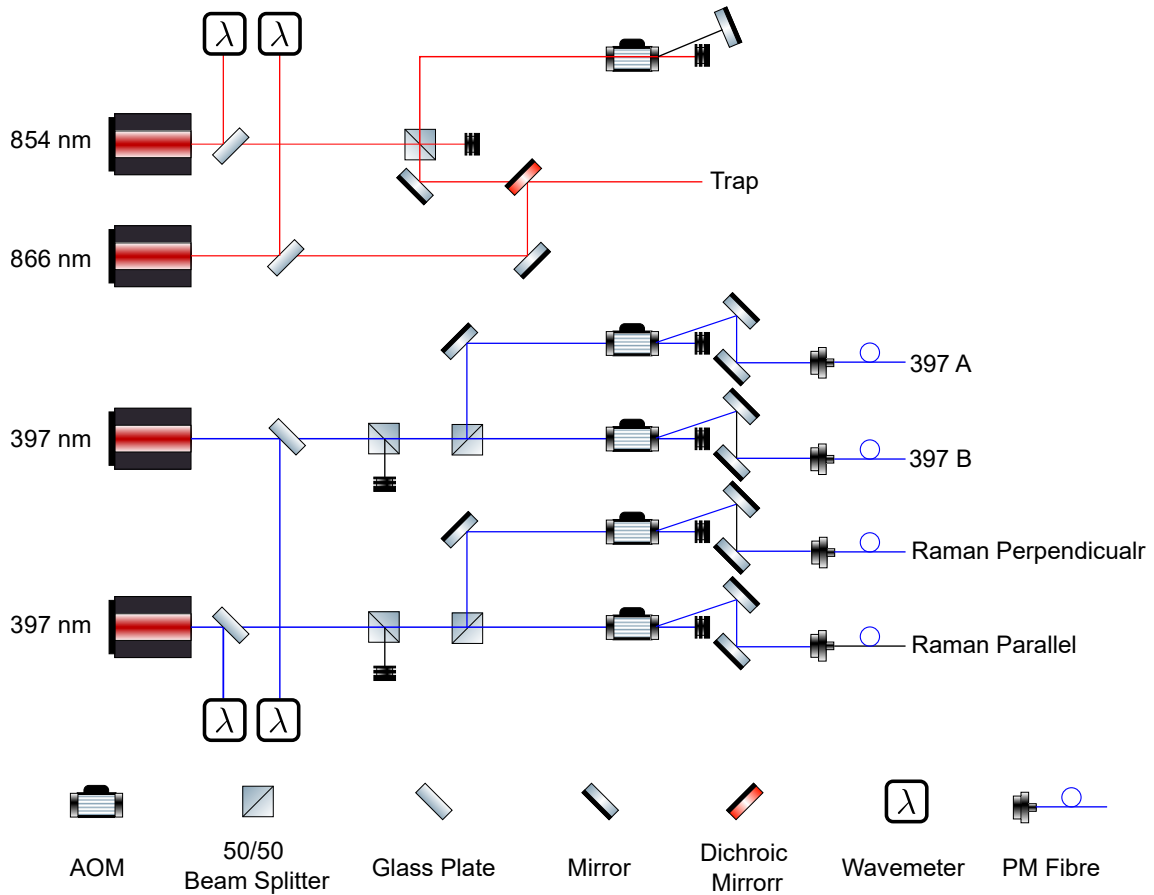 λ
λ
854 nm
Trap
866 nm
397 A
397 nm
397 B
Raman Perpendicualr
397 nm
Raman Parallel
λ
λ
λ
AOM
50/50
Beam Splitter
Glass Plate
Mirror
Dichroic
Mirrorr
Wavemeter
PM Fibre